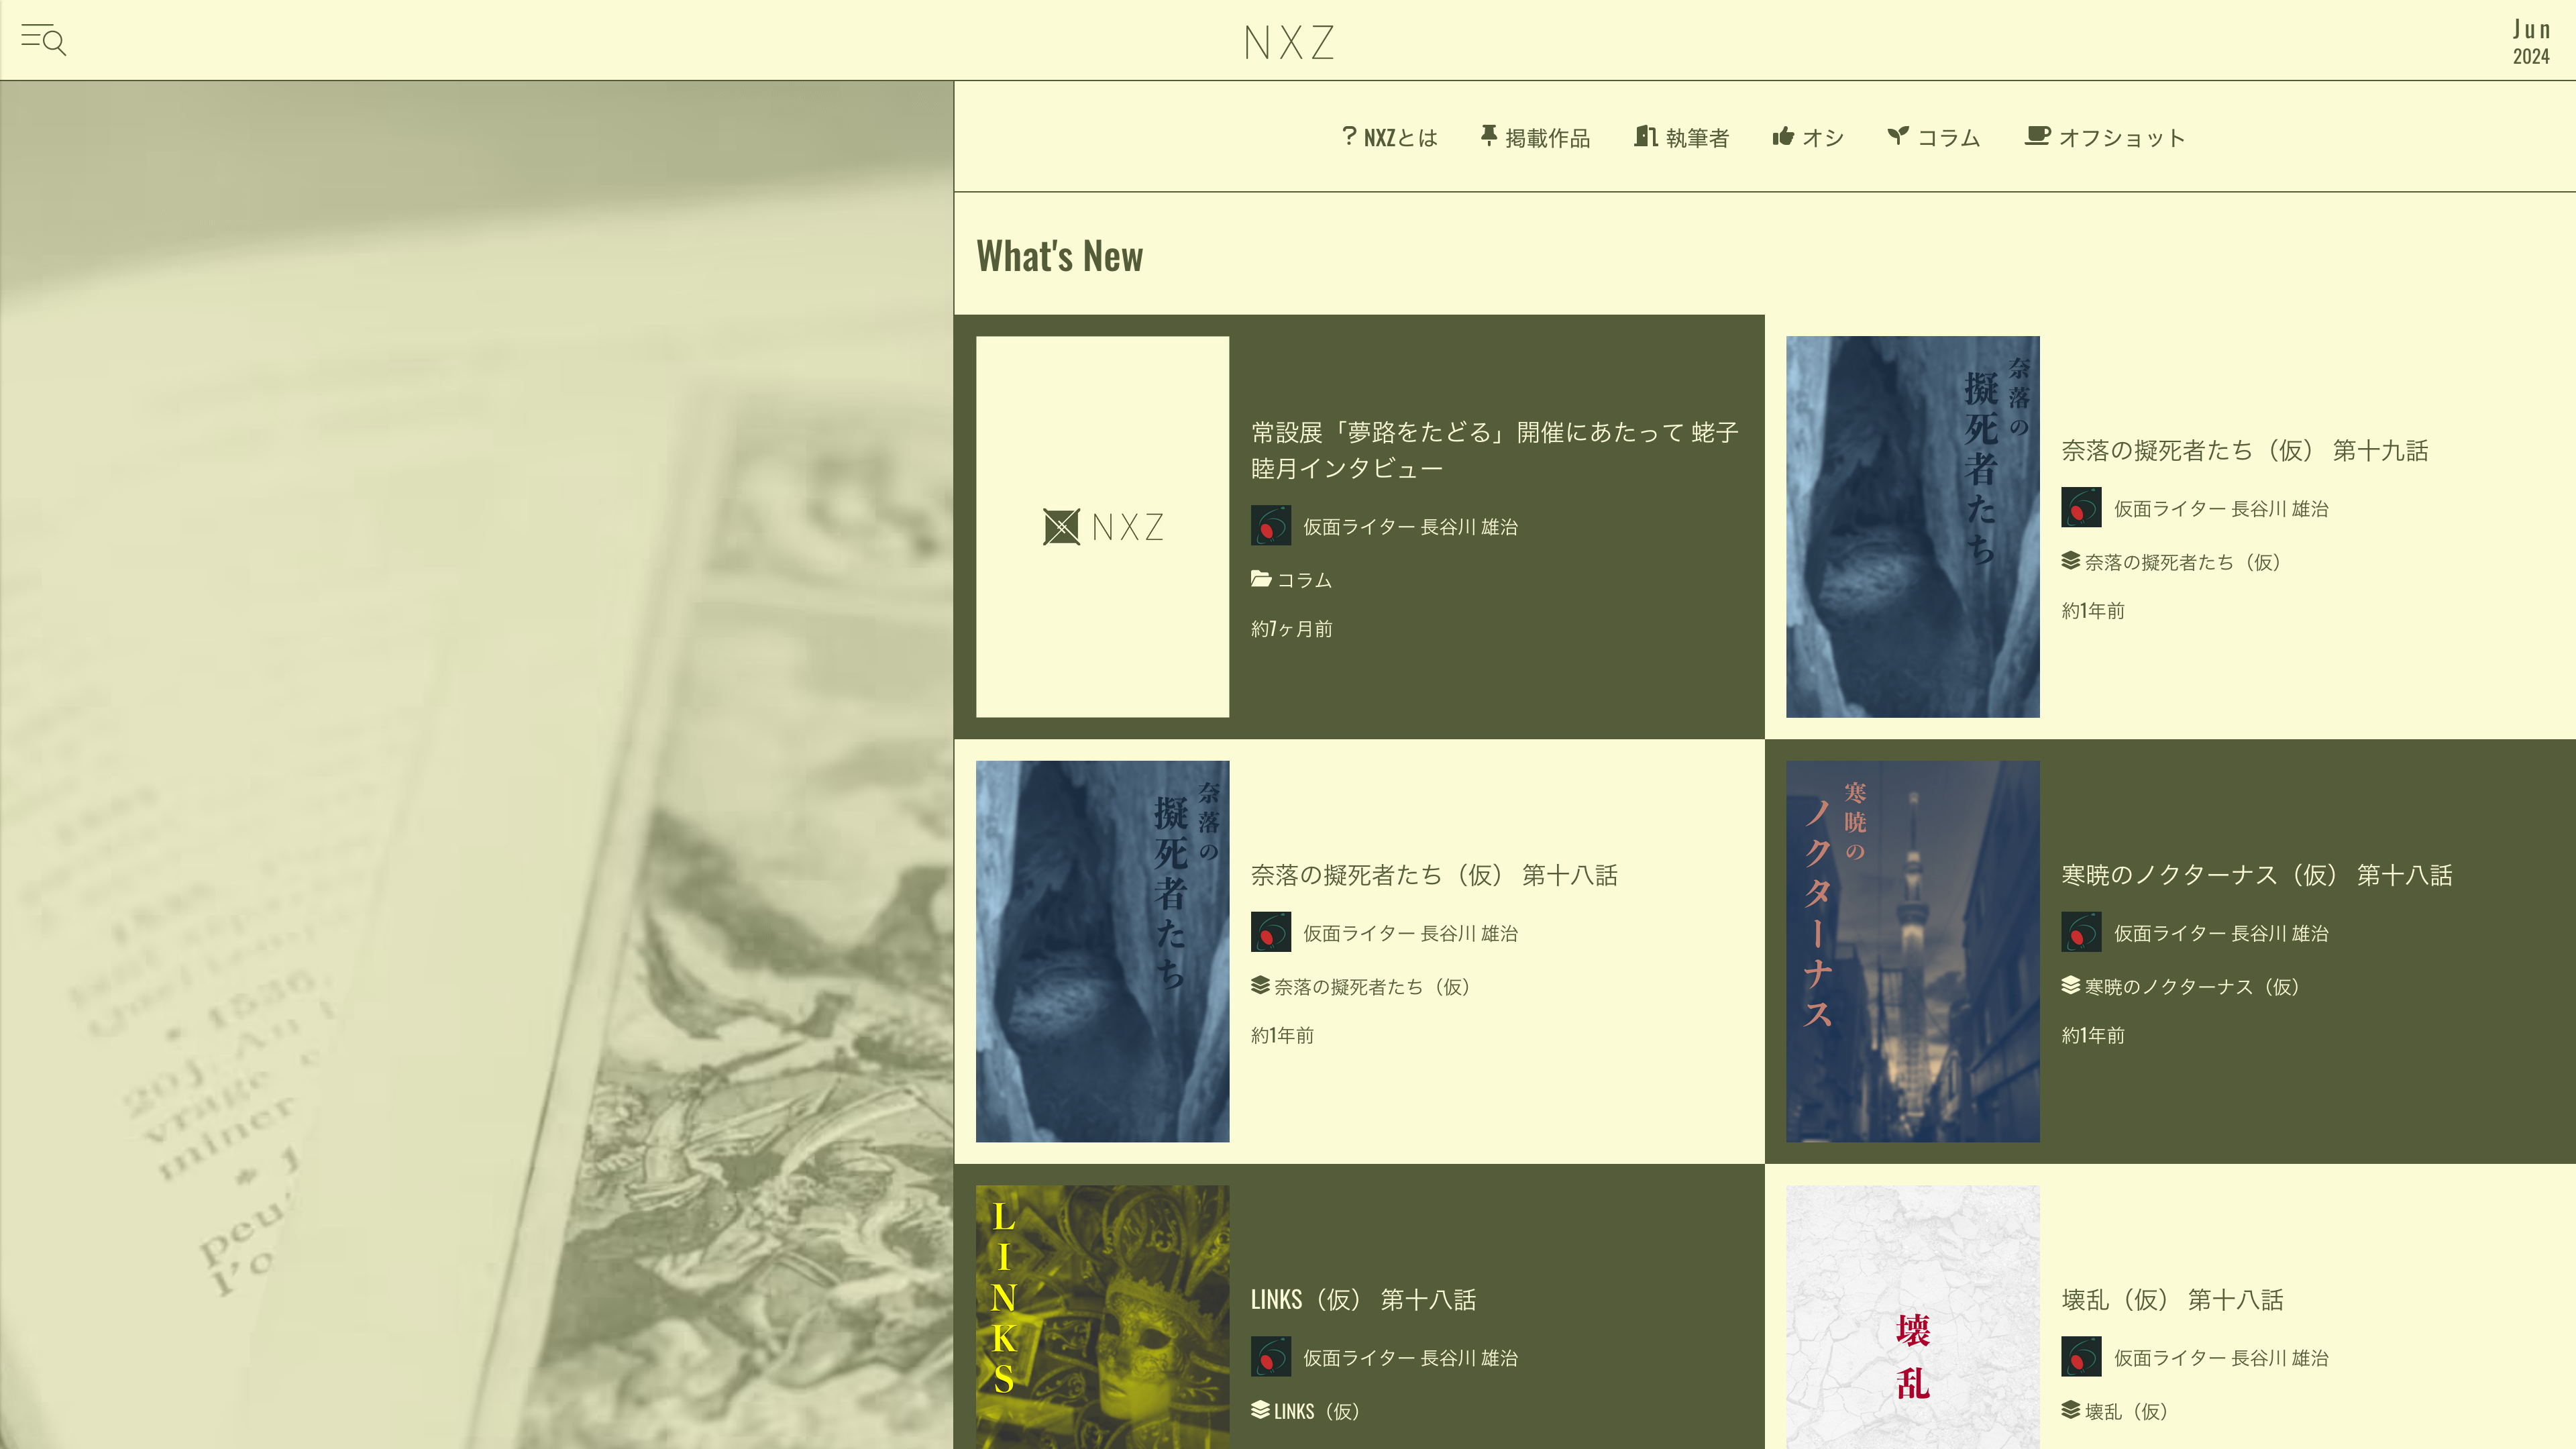 NXZ
Jun
2024
?NXZとは
掲載作品
執筆者
オシ
コラム
オフショット
What's New
NXZ
常設展「夢路をたどる」開催にあたって 蛯子
睦月インタビュー
仮面ライター 長谷川 雄治
コラム
約7ヶ月前
奈落の
擬死者たち
奈落の擬死者たち（仮） 第十九話
仮面ライター 長谷川 雄治
奈落の擬死者たち（仮）
約1年前
奈落の
擬死者たち
奈落の擬死者たち（仮） 第十八話
仮面ライター 長谷川 雄治
奈落の擬死者たち（仮）
約1年前
寒暁の
ノクターナス
寒暁のノクターナス（仮） 第十八話
仮面ライター 長谷川 雄治
寒暁のノクターナス（仮）
約1年前
LINKS
LINKS（仮） 第十八話
仮面ライター 長谷川 雄治
LINKS（仮）
壊乱
壊乱（仮） 第十八話
仮面ライター 長谷川 雄治
壊乱（仮）
* 1536.
vrage
miner
peu
l'o